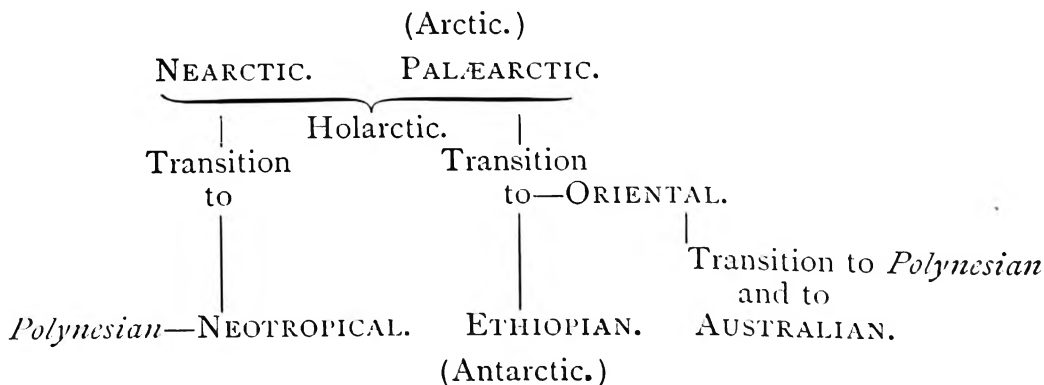 (Arctic.)
NEARCTIC. PALÆARCTIC.
Holarctic.
Transition Transition
to to—ORIENTAL.
Transition to Polynesian
and to
Polynesian—NEOTROPICAL. ETHIOPIAN. AUSTRALIAN.
(Antarctic.)